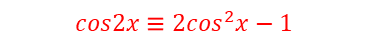 cos2x ≡ 2cos²x − 1